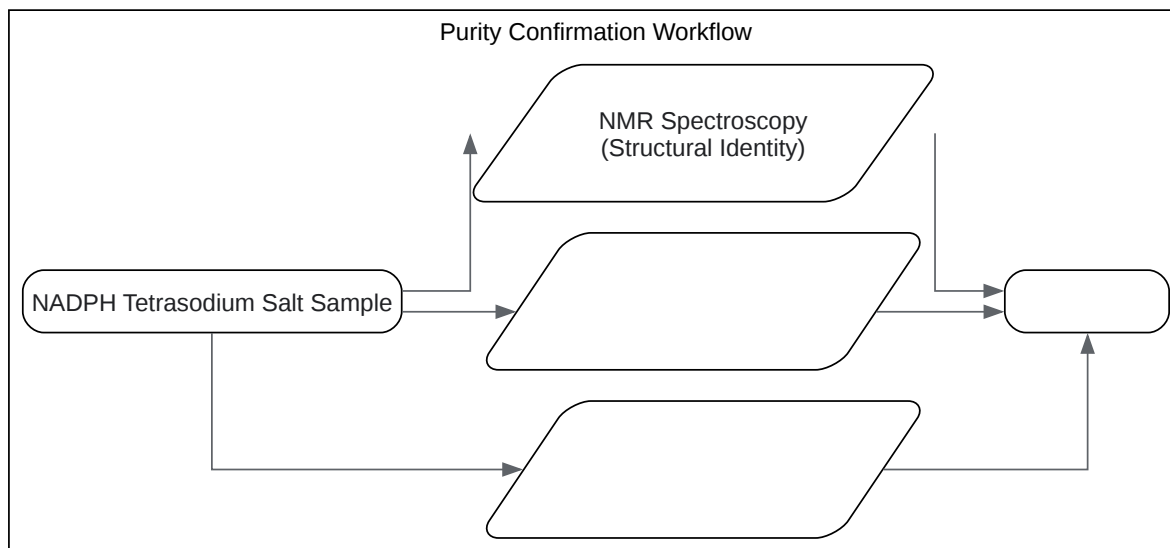 Purity Confirmation Workflow
NMR Spectroscopy
(Structural Identity)
NADPH Tetrasodium Salt Sample